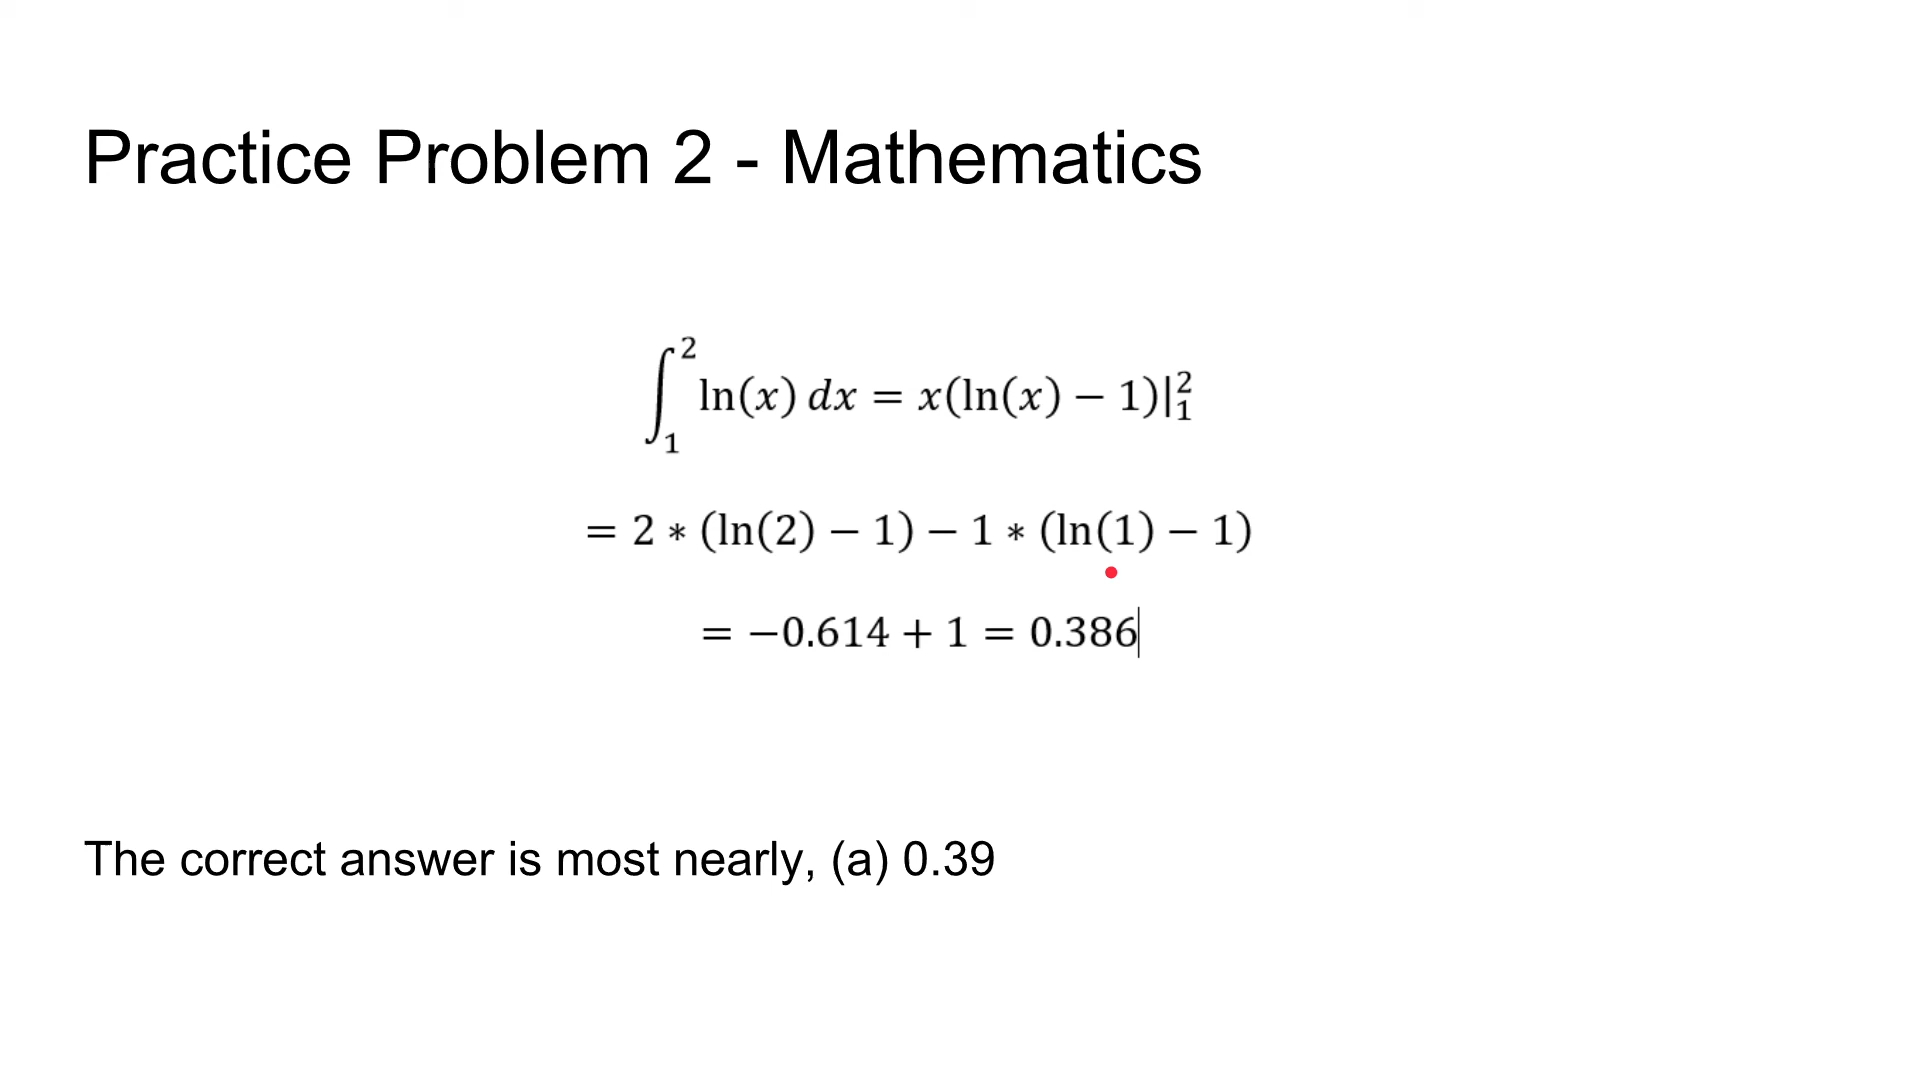 Practice Problem 2 - Mathematics
∫₁² ln(x) dx = x(ln(x) − 1)|₁²
= 2 ∗ (ln(2) − 1) − 1 ∗ (ln(1) − 1)
= −0.614 + 1 = 0.386
The correct answer is most nearly, (a) 0.39